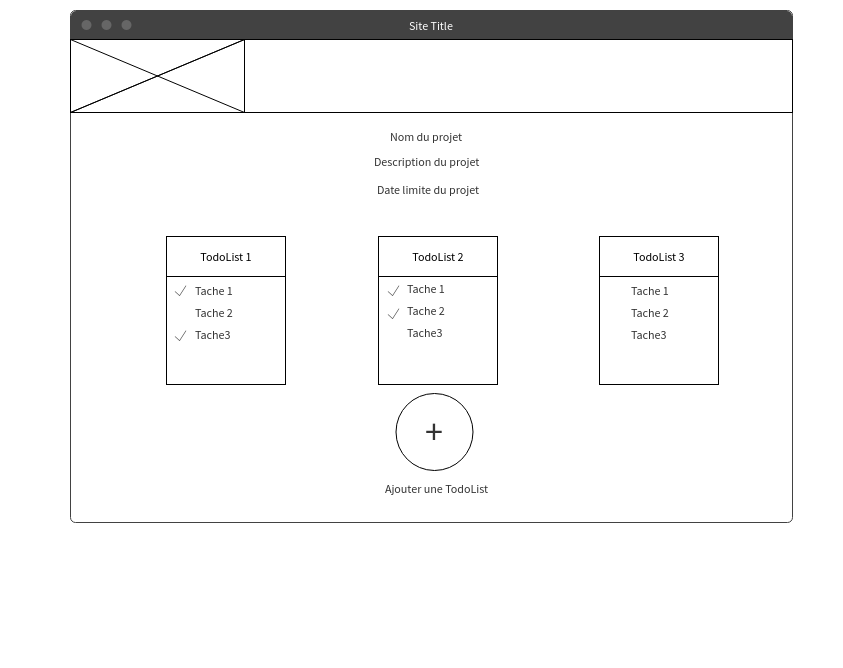 Site Title
Nom du projet
Description du projet
Date limite du projet
TodoList 1
Tache 1
Tache 2
Tache3
TodoList 2
Tache 1
Tache 2
Tache3
TodoList 3
Tache 1
Tache 2
Tache3
+
Ajouter une TodoList